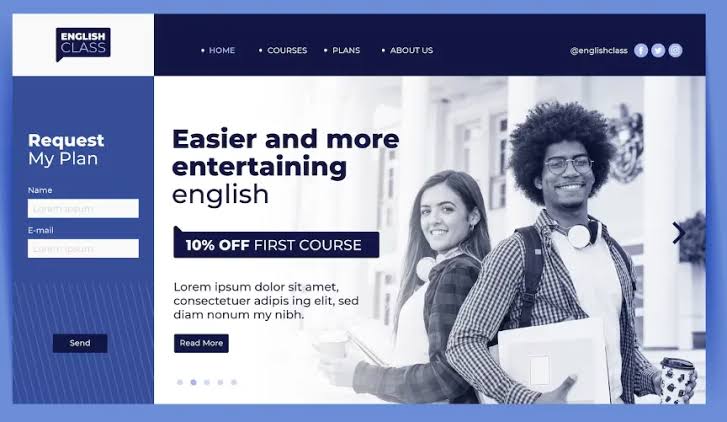 ENGLISH
CLASS
HOME
COURSES
PLANS
ABOUT US
@englishclass
Request
My Plan
Name
Lorem ipsum
E-mail
Lorem ipsum
Send
Easier and more
entertaining
english
10% OFF FIRST COURSE
Lorem ipsum dolor sit amet,
consectetuer adipis ing elit, sed
diam nonum my nibh.
Read More